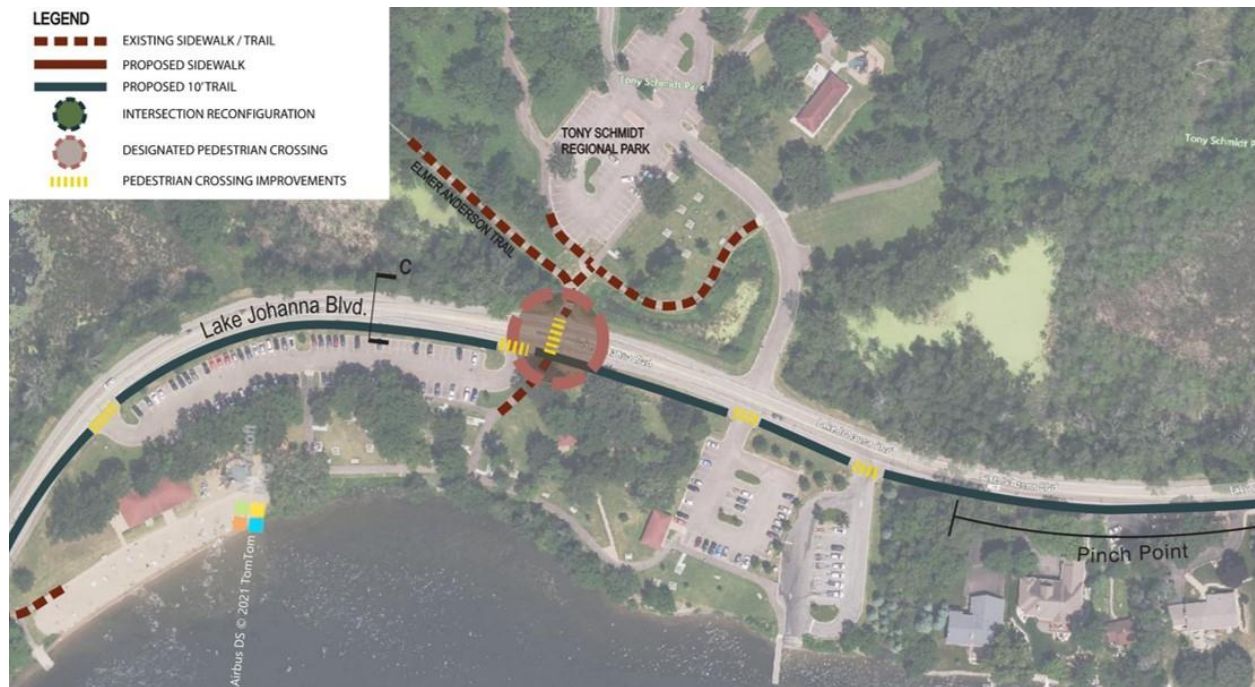 LEGEND
EXISTING SIDEWALK / TRAIL
PROPOSED SIDEWALK
PROPOSED 10' TRAIL
INTERSECTION RECONFIGURATION
DESIGNATED PEDESTRIAN CROSSING
PEDESTRIAN CROSSING IMPROVEMENTS
Tony Schmidt Park
TONY SCHMIDT
REGIONAL PARK
Tony Schmidt P
ELMER ANDERSON TRAIL
C
Lake Johanna Blvd.
Pinch Point
Airbus DS © 2021 TomTom